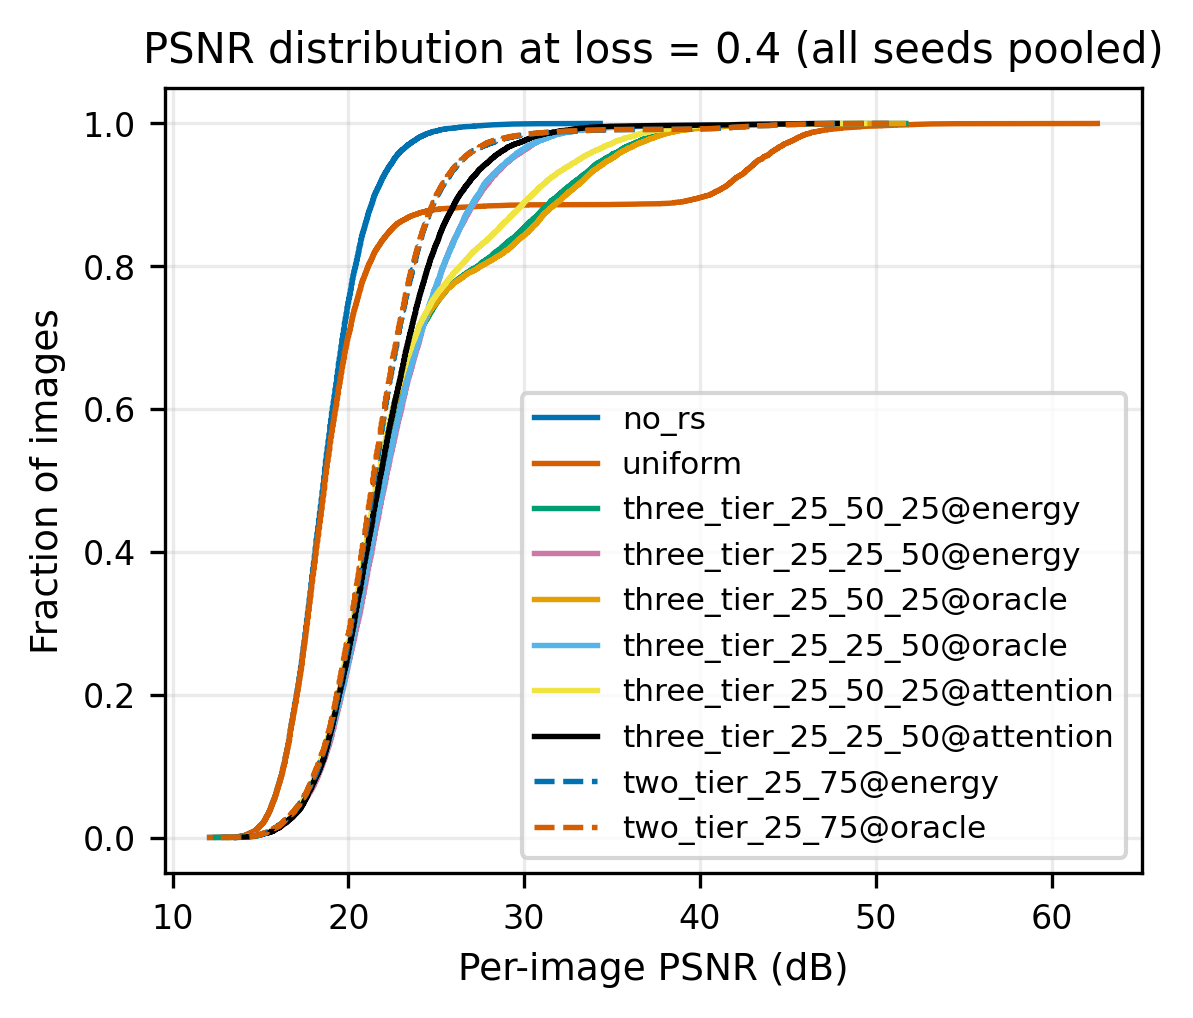 PSNR distribution at loss = 0.4 (all seeds pooled)
Fraction of images
1.0
0.8
0.6
0.4
0.2
0.0
no_rs
uniform
three_tier_25_50_25@energy
three_tier_25_25_50@energy
three_tier_25_50_25@oracle
three_tier_25_25_50@oracle
three_tier_25_50_25@attention
three_tier_25_25_50@attention
two_tier_25_75@energy
two_tier_25_75@oracle
10 20 30 40 50 60
Per-image PSNR (dB)